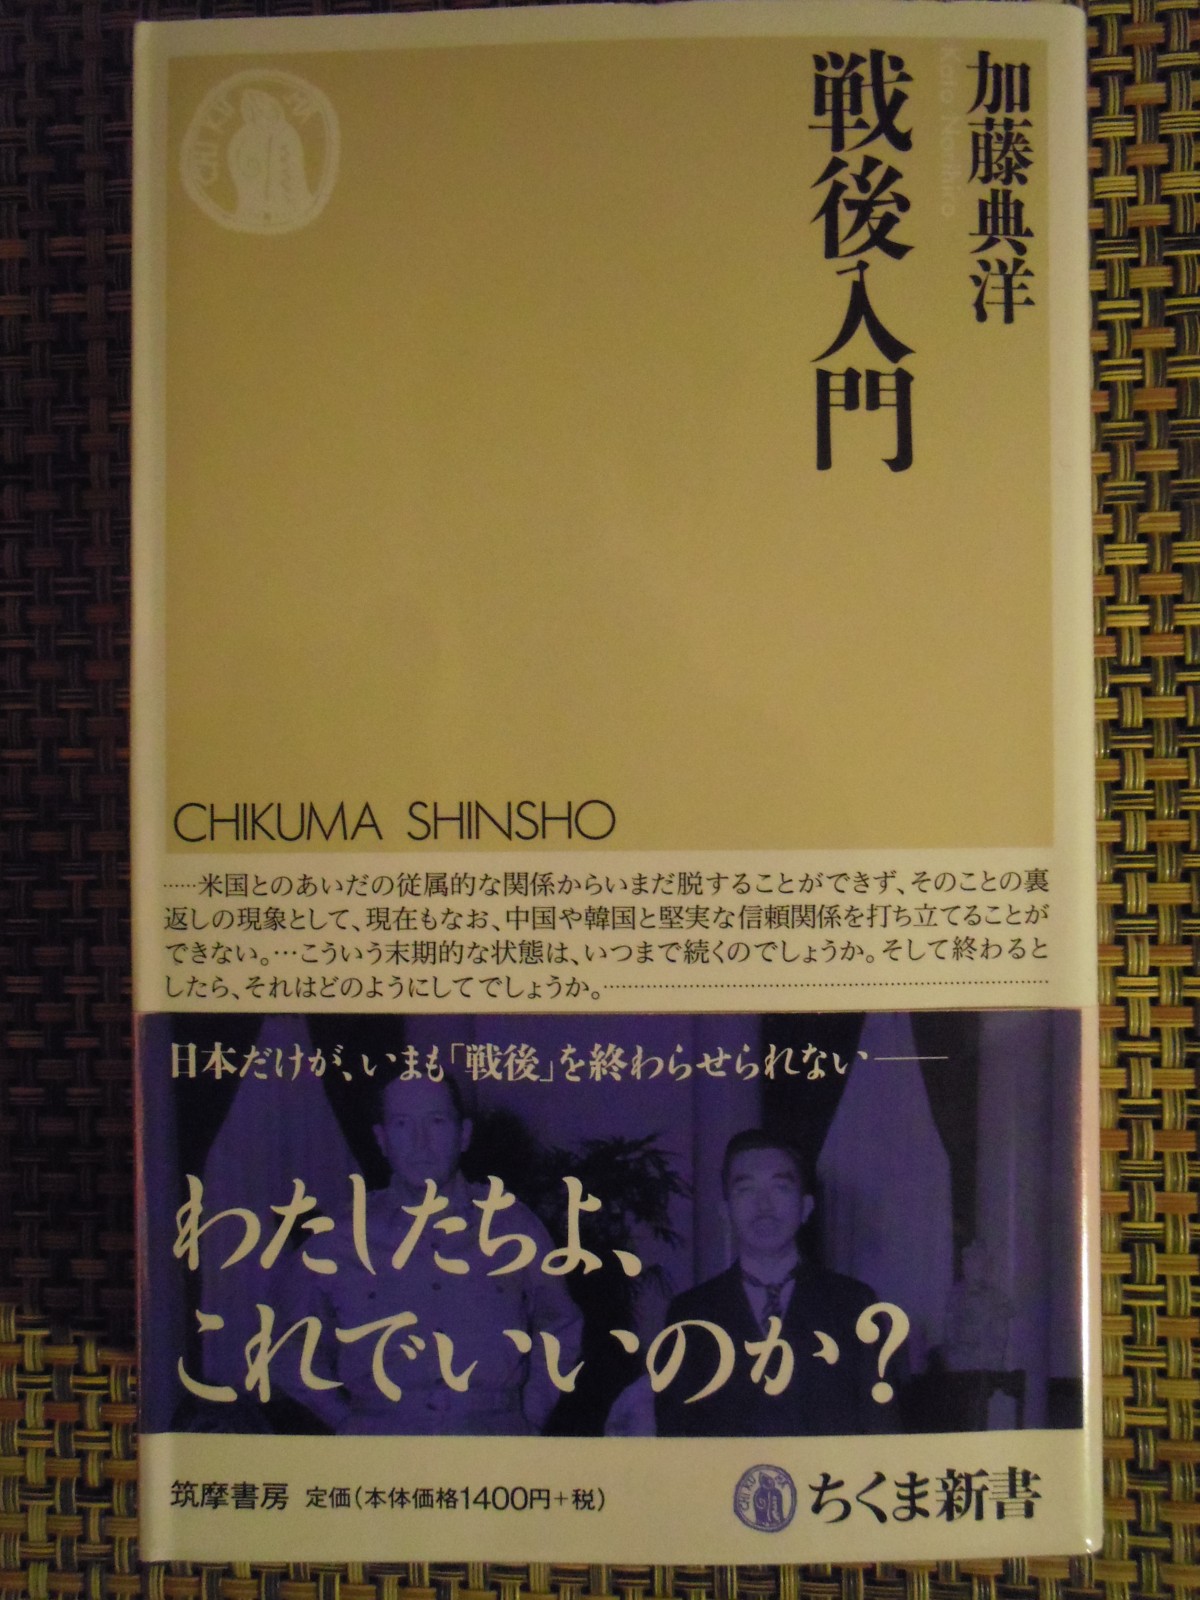 加藤典洋
Kato Norihiro
戦後入門
CHI KU MA
CHIKUMA SHINSHO
……米国とのあいだの従属的な関係からいまだ脱することができず、そのことの裏
返しの現象として、現在もなお、中国や韓国と堅実な信頼関係を打ち立てることが
できない。…こういう末期的な状態は、いつまで続くのでしょうか。そして終わると
したら、それはどのようにしてでしょうか。……………………………………
日本だけが、いまも「戦後」を終わらせられない――
わたしたちよ、
これでいいのか?
筑摩書房 定価(本体価格1400円+税)
CHI KU MA
ちくま新書